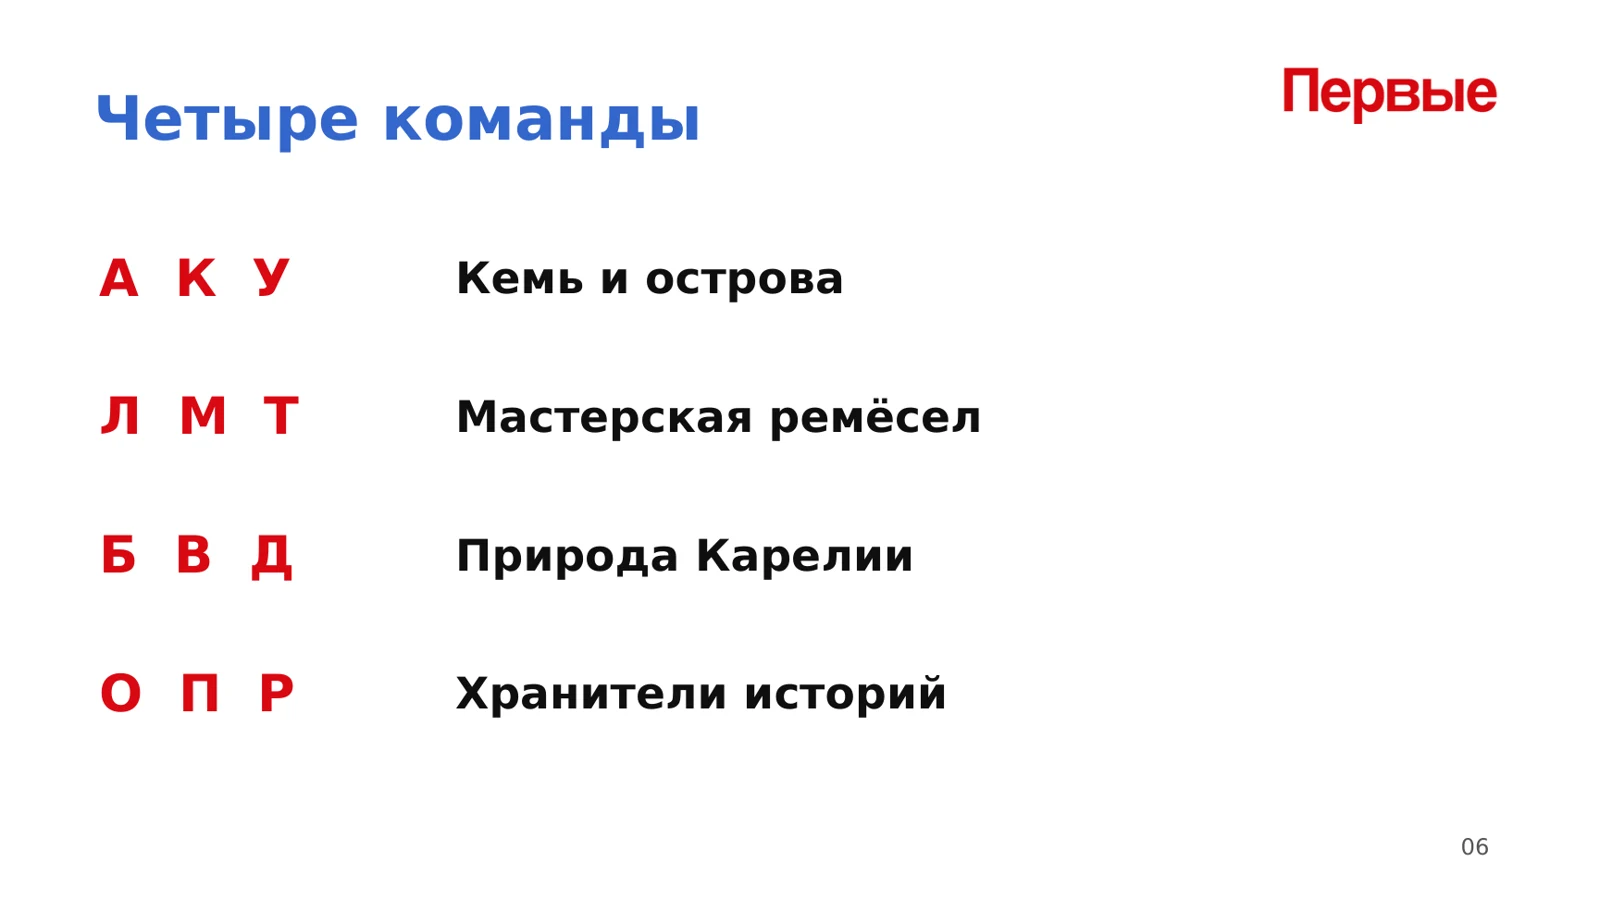 Первые
Четыре команды
А К У Кемь и острова
Л М Т Мастерская ремёсел
Б В Д Природа Карелии
О П Р Хранители историй
06